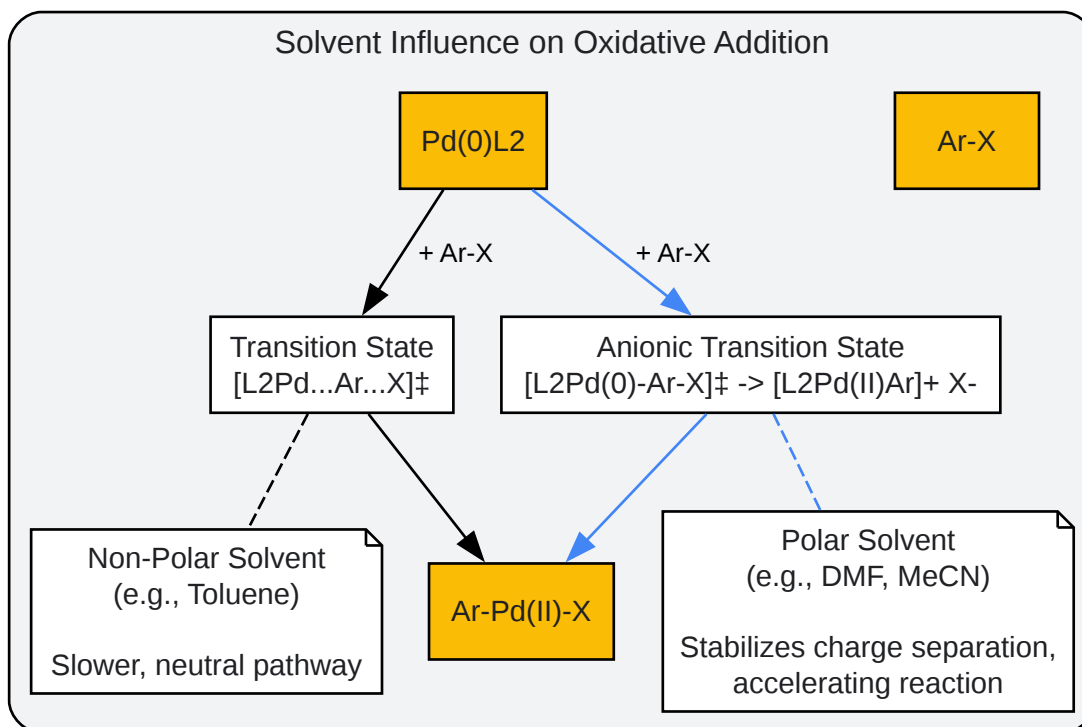 Solvent Influence on Oxidative Addition
Pd(0)L2
Ar-X
+ Ar-X
+ Ar-X
Transition State
[L2Pd...Ar...X]‡
Anionic Transition State
[L2Pd(0)-Ar-X]‡ -> [L2Pd(II)Ar]+ X-
Non-Polar Solvent
(e.g., Toluene)
Slower, neutral pathway
Ar-Pd(II)-X
Polar Solvent
(e.g., DMF, MeCN)
Stabilizes charge separation,
accelerating reaction